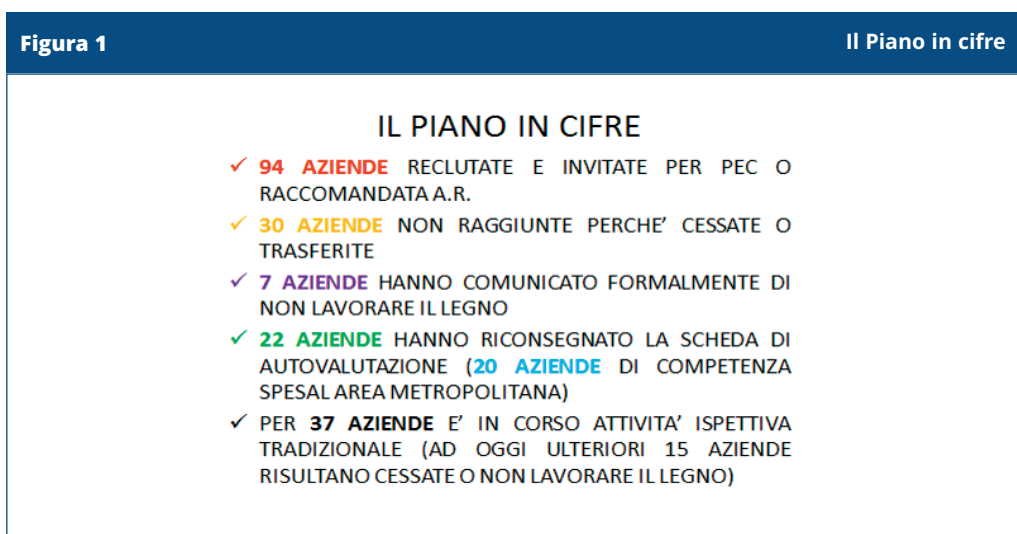 Figura 1
Il Piano in cifre
IL PIANO IN CIFRE
✓ 94 AZIENDE RECLUTATE E INVITATE PER PEC O
RACCOMANDATA A.R.
✓ 30 AZIENDE NON RAGGIUNTE PERCHE’ CESSATE O
TRASFERITE
✓ 7 AZIENDE HANNO COMUNICATO FORMALMENTE DI
NON LAVORARE IL LEGNO
✓ 22 AZIENDE HANNO RICONSEGNATO LA SCHEDA DI
AUTOVALUTAZIONE (20 AZIENDE DI COMPETENZA
SPESAL AREA METROPOLITANA)
✓ PER 37 AZIENDE E’ IN CORSO ATTIVITA’ ISPETTIVA
TRADIZIONALE (AD OGGI ULTERIORI 15 AZIENDE
RISULTANO CESSATE O NON LAVORARE IL LEGNO)